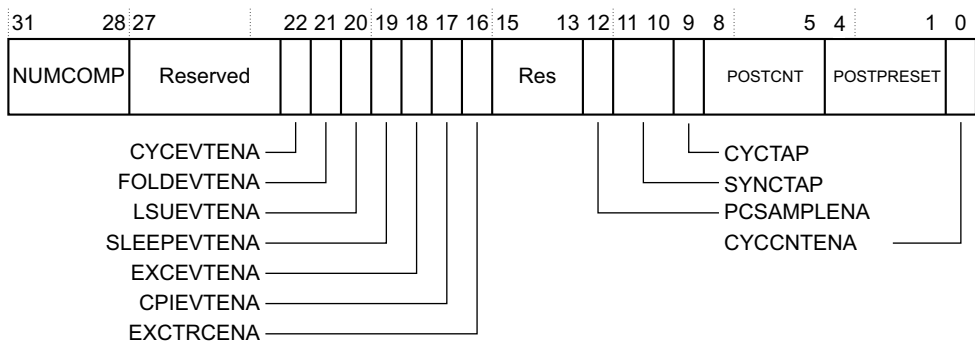 31 28 27 22 21 20 19 18 17 16 15 13 12 11 10 9 8 5 4 1 0
NUMCOMP Reserved Res POSTCNT POSTPRESET
CYCEVTENA CYCTAP
FOLDEVTENA SYNCTAP
LSUEVTENA PCSAMPLENA
SLEEPEVTENA CYCCNTENA
EXCEVTENA
CPIEVTENA
EXCTRCENA